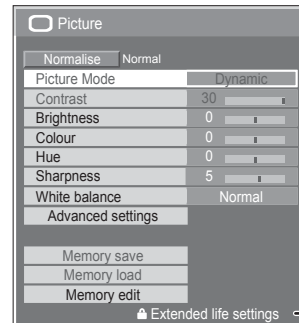 Picture
Normalise Normal
Picture Mode Dynamic
Contrast 30
Brightness 0
Colour 0
Hue 0
Sharpness 5
White balance Normal
Advanced settings
Memory save
Memory load
Memory edit
Extended life settings